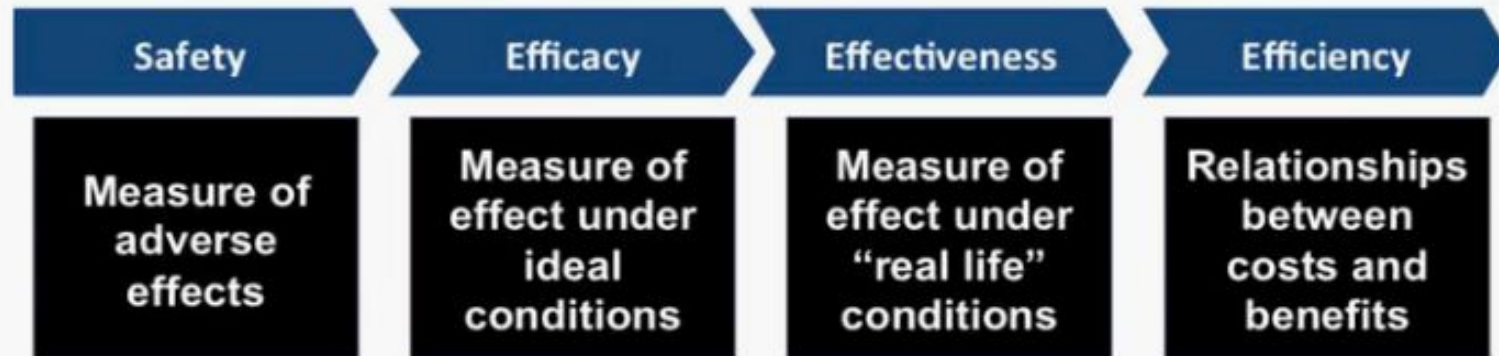 Safety
Efficacy
Effectiveness
Efficiency
Measure of
adverse
effects
Measure of
effect under
ideal
conditions
Measure of
effect under
“real life”
conditions
Relationships
between
costs and
benefits